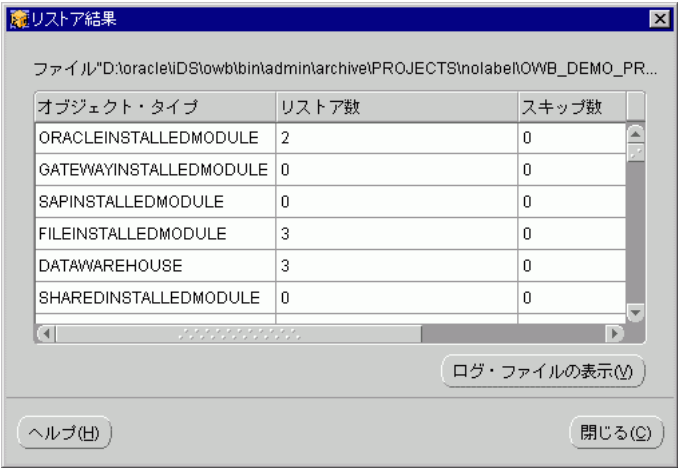 リストア結果
ファイル"D:\oracle\iDS\owb\bin\admin\archive\PROJECTS\nolabel\OWB_DEMO_PR...
オブジェクト・タイプ リストア数 スキップ数
ORACLEINSTALLEDMODULE 2 0
GATEWAYINSTALLEDMODULE 0 0
SAPINSTALLEDMODULE 0 0
FILEINSTALLEDMODULE 3 0
DATAWAREHOUSE 3 0
SHAREDINSTALLEDMODULE 0 0
ログ・ファイルの表示(V)
ヘルプ(H) 閉じる(C)